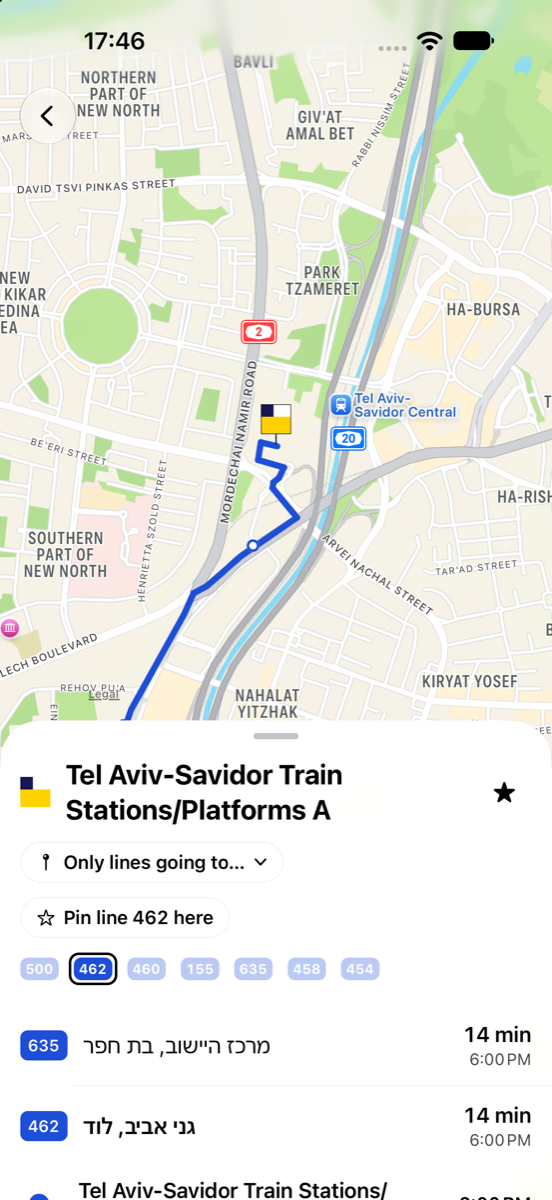 17:46
BAVLI
NORTHERN
PART OF
NEW NORTH
GIV'AT
AMAL BET
RABBI NISSIM STREET
STREET
DAVID TSVI PINKAS STREET
NEW
KIKAR
PARK
TZAMERET
HA-BURSA
2
MORDECHAI NAMIR ROAD
Tel Aviv-
Savidor Central
20
BE'ERI STREET
HENRIETTA SZOLD STREET
SOUTHERN
PART OF
NEW NORTH
ARVEI NACHAL STREET
TAR'AD STREET
BOULEVARD
REHOV PU'A
Legal
NAHALAT
YITZHAK
KIRYAT YOSEF
Tel Aviv-Savidor Train
Stations/Platforms A
Only lines going to...
Pin line 462 here
500 462 460 155 635 458 454
635 מרכז היישוב, בת חפר 14 min
6:00 PM
462 גני אביב, לוד 14 min
6:00 PM
Tel Aviv-Savidor Train Stations/